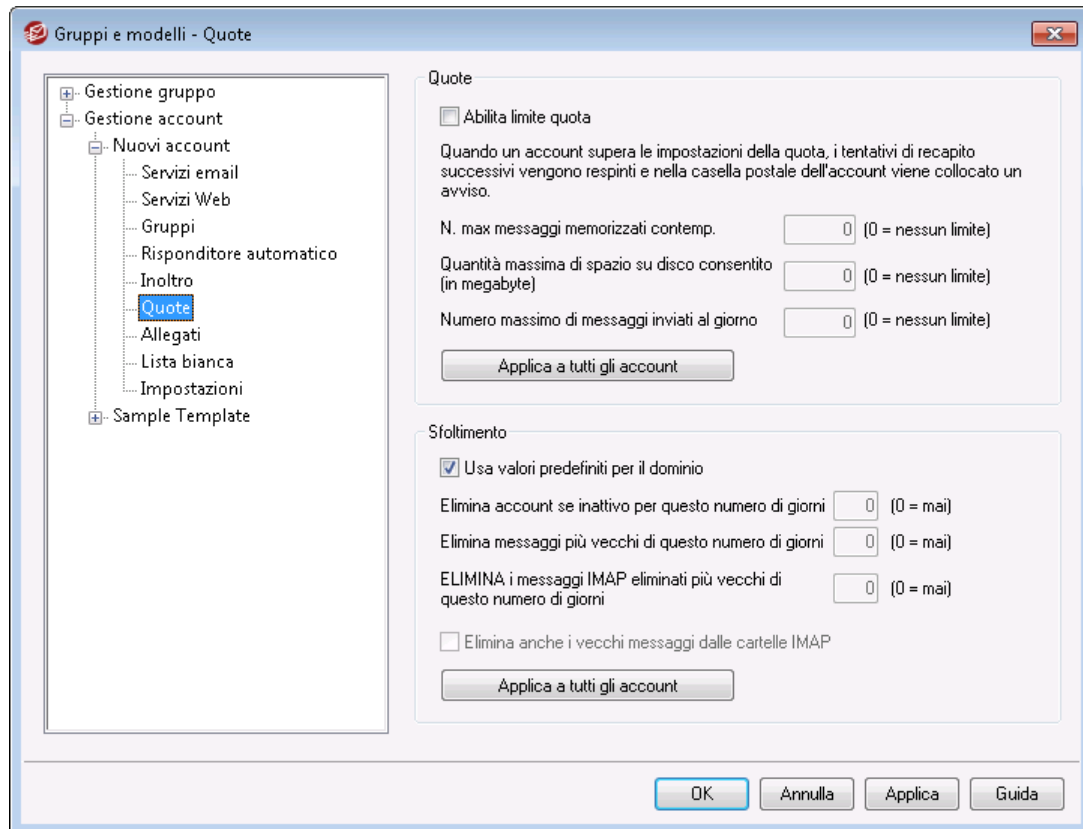 Gruppi e modelli - Quote
Gestione gruppo
Gestione account
Nuovi account
Servizi email
Servizi Web
Gruppi
Risponditore automatico
Inoltro
Quote
Allegati
Lista bianca
Impostazioni
Sample Template
Quote
Abilita limite quota
Quando un account supera le impostazioni della quota, i tentativi di recapito
successivi vengono respinti e nella casella postale dell'account viene collocato un
avviso.
N. max messaggi memorizzati contemp. 0 (0 = nessun limite)
Quantità massima di spazio su disco consentito
(in megabyte) 0 (0 = nessun limite)
Numero massimo di messaggi inviati al giorno 0 (0 = nessun limite)
Applica a tutti gli account
Sfoltimento
Usa valori predefiniti per il dominio
Elimina account se inattivo per questo numero di giorni 0 (0 = mai)
Elimina messaggi più vecchi di questo numero di giorni 0 (0 = mai)
ELIMINA i messaggi IMAP eliminati più vecchi di
questo numero di giorni 0 (0 = mai)
Elimina anche i vecchi messaggi dalle cartelle IMAP
Applica a tutti gli account
OK Annulla Applica Guida